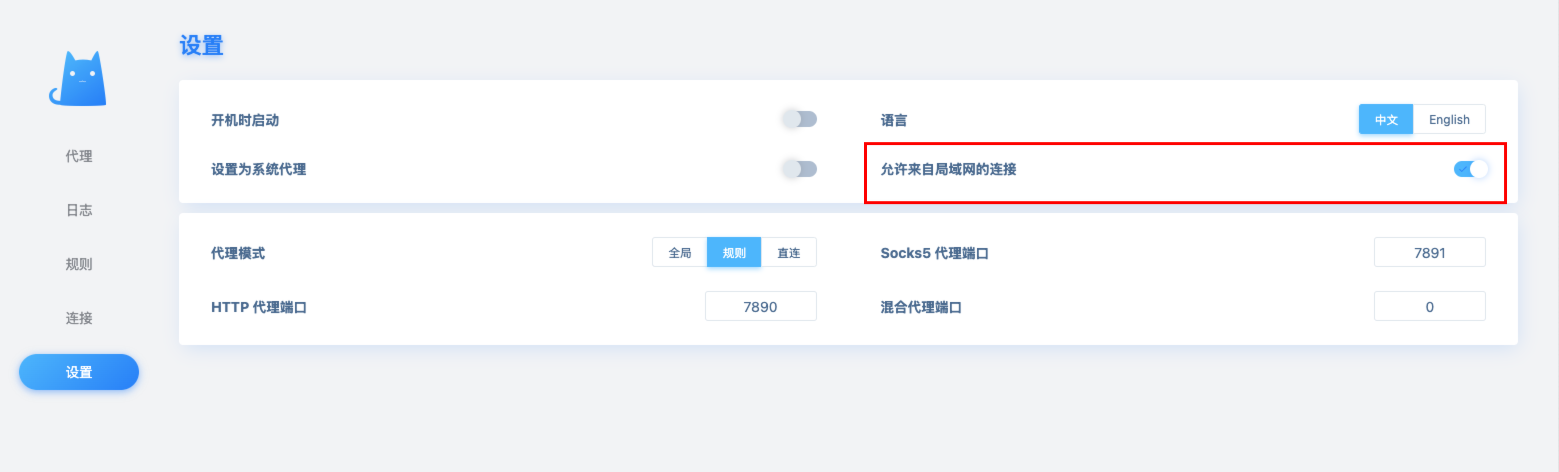 设置
代理
日志
规则
连接
设置
开机时启动
语言
中文 English
设置为系统代理
允许来自局域网的连接
代理模式
全局 规则 直连
Socks5 代理端口
7891
HTTP 代理端口
7890
混合代理端口
0